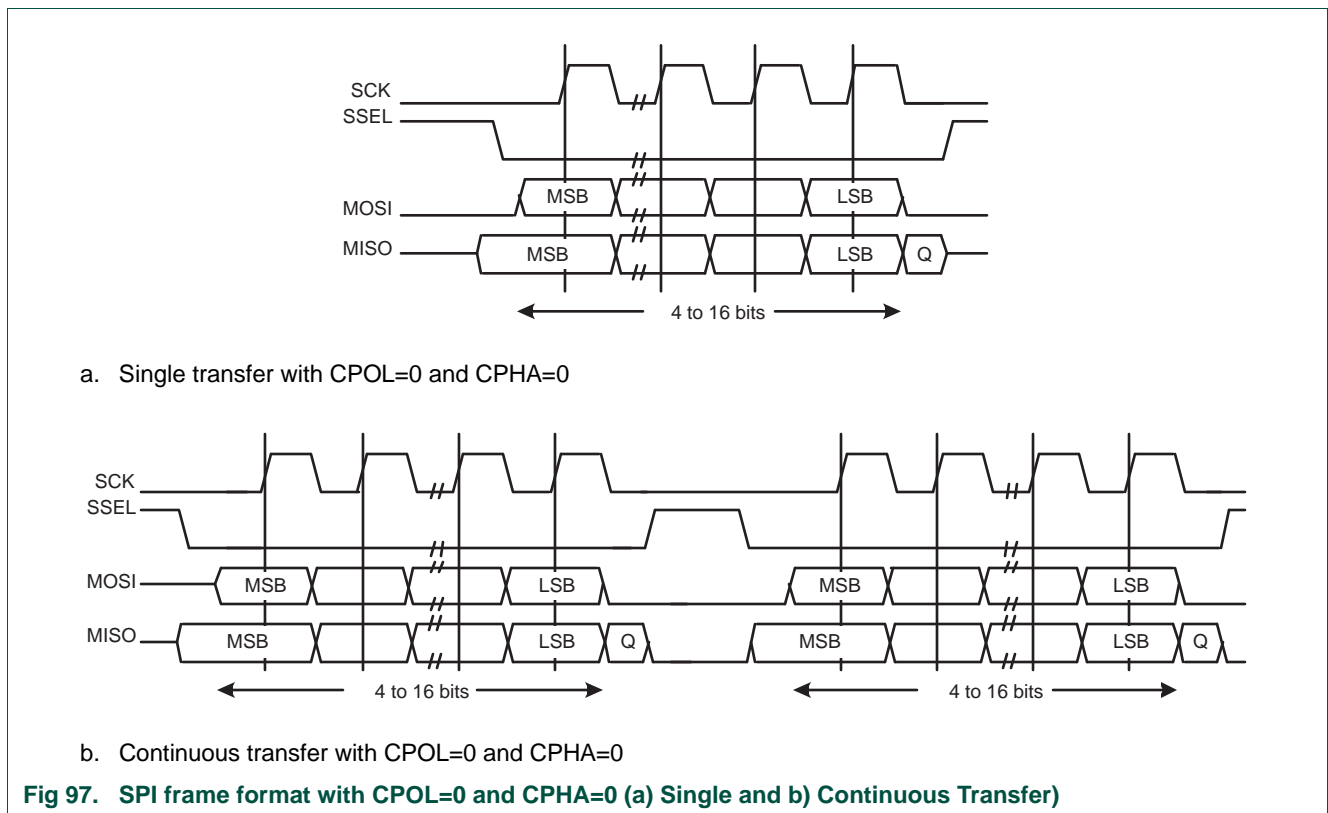 SCK
SSEL
MOSI
MSB
LSB
MISO
MSB
LSB
Q
4 to 16 bits
a. Single transfer with CPOL=0 and CPHA=0
SCK
SSEL
MOSI
MSB
LSB
MSB
LSB
MISO
MSB
LSB
Q
MSB
LSB
Q
4 to 16 bits
4 to 16 bits
b. Continuous transfer with CPOL=0 and CPHA=0
Fig 97. SPI frame format with CPOL=0 and CPHA=0 (a) Single and b) Continuous Transfer)